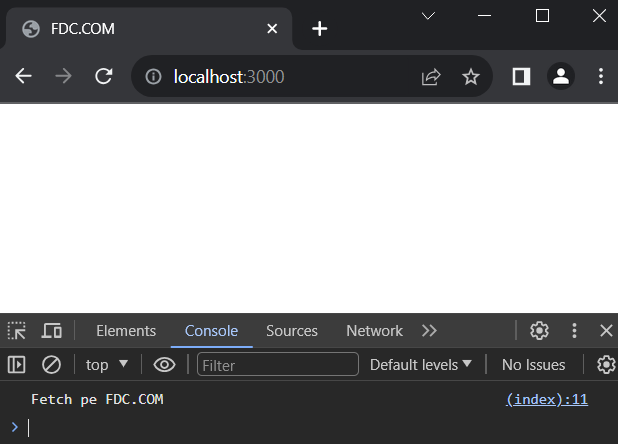 FDC.COM
localhost:3000
Elements Console Sources Network
top Filter Default levels No Issues
Fetch pe FDC.COM (index):11